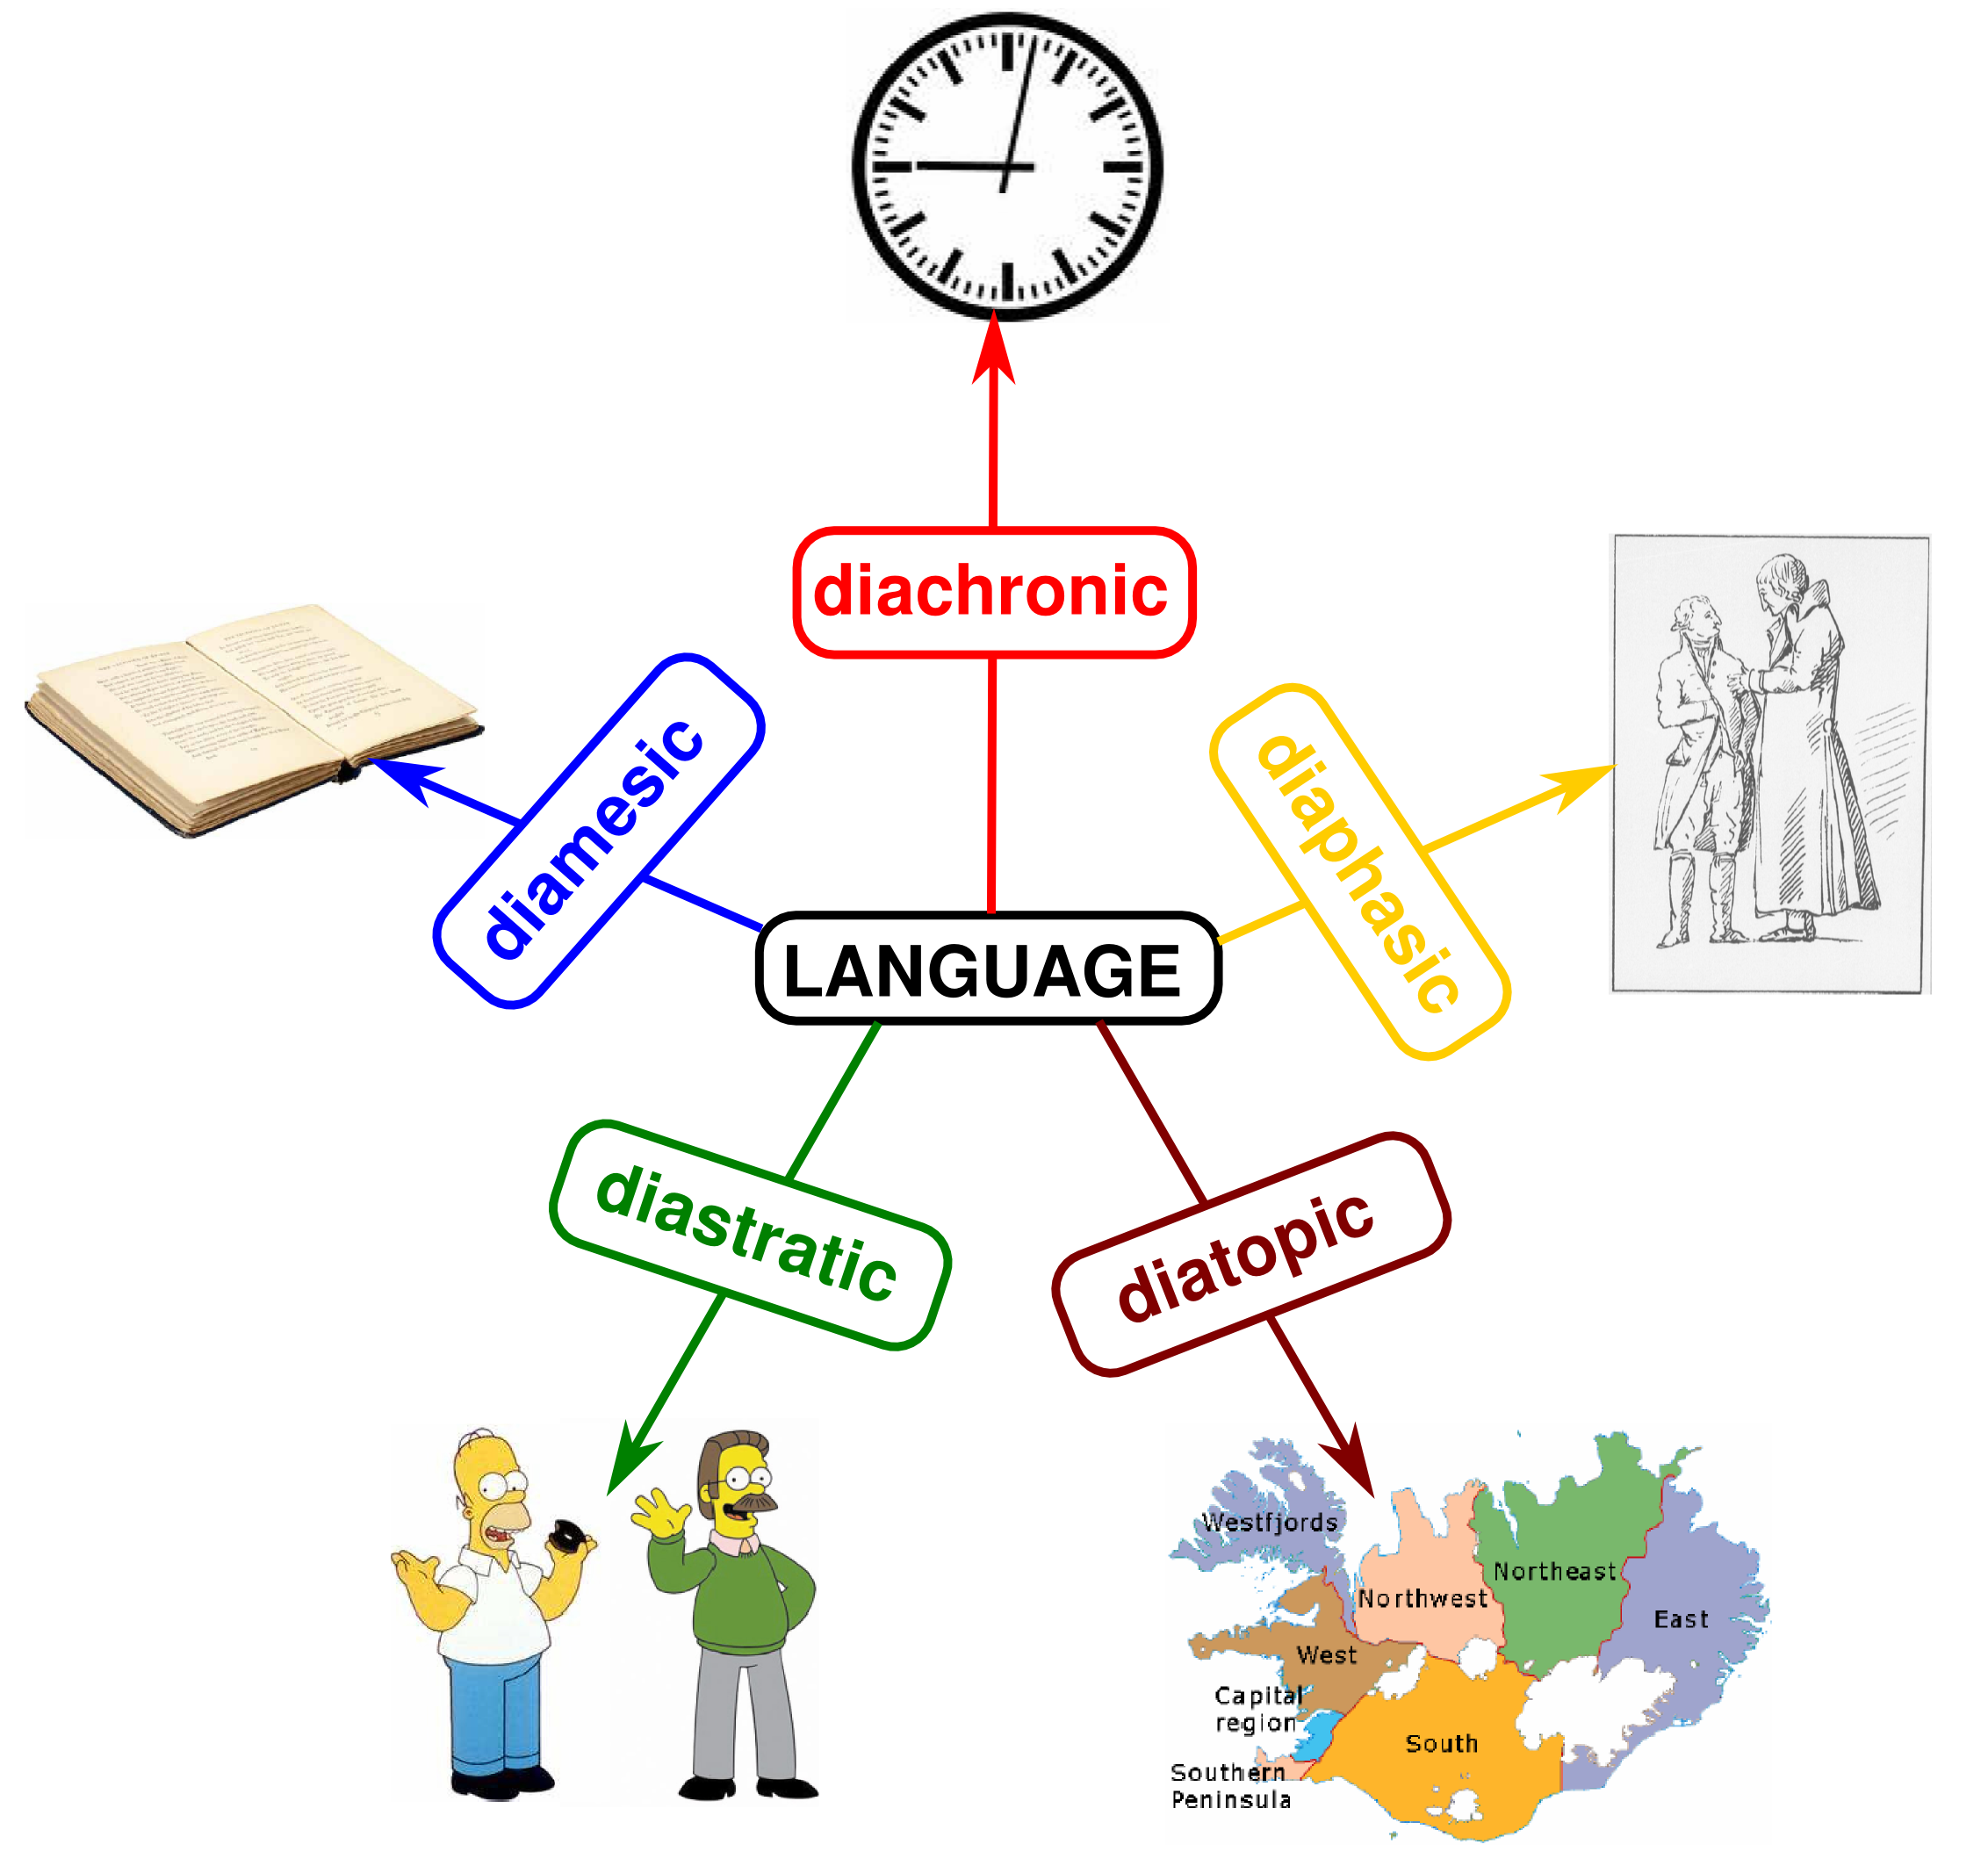 diachronic
diamesic
diaphasic
LANGUAGE
diastratic
diatopic
Westfjords
Northwest
Northeast
East
West
Capital
region
South
Southern
Peninsula